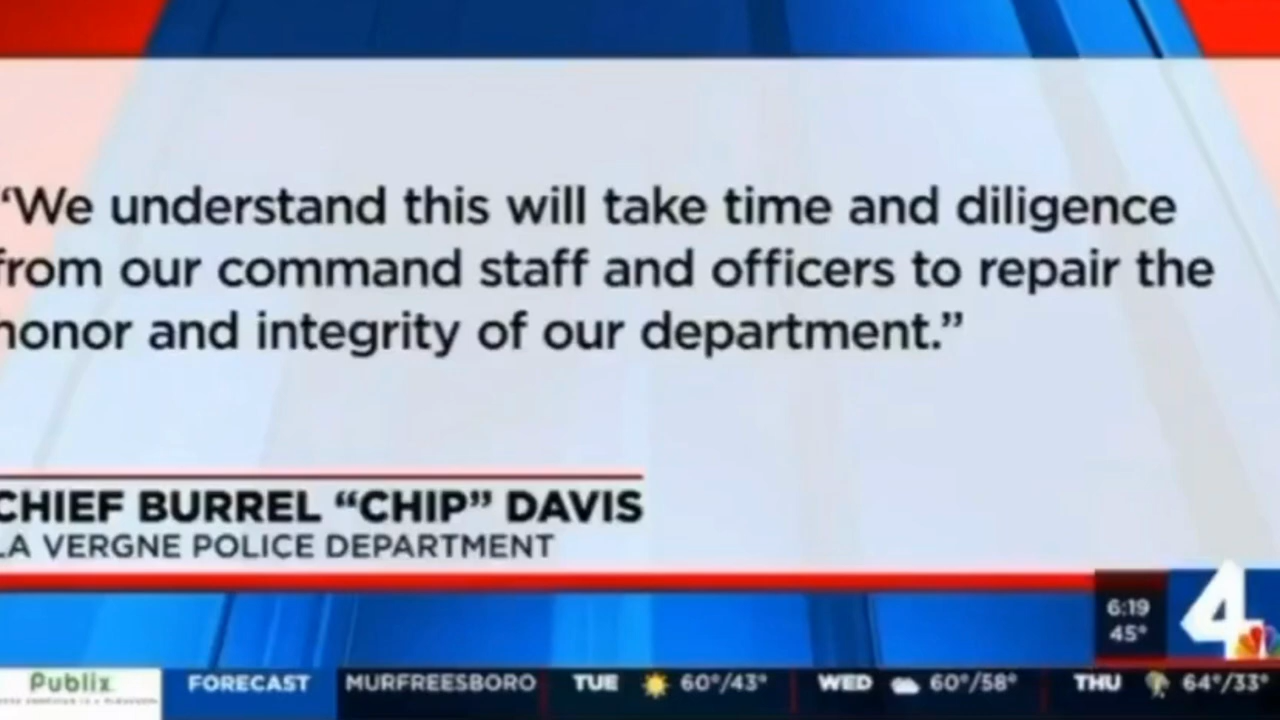 “We understand this will take time and diligence
from our command staff and officers to repair the
honor and integrity of our department.”
CHIEF BURREL “CHIP” DAVIS
LA VERGNE POLICE DEPARTMENT
6:19
45°
4
Publix
FORECAST MURFREESBORO TUE 60°/43° WED 60°/58° THU 64°/33°